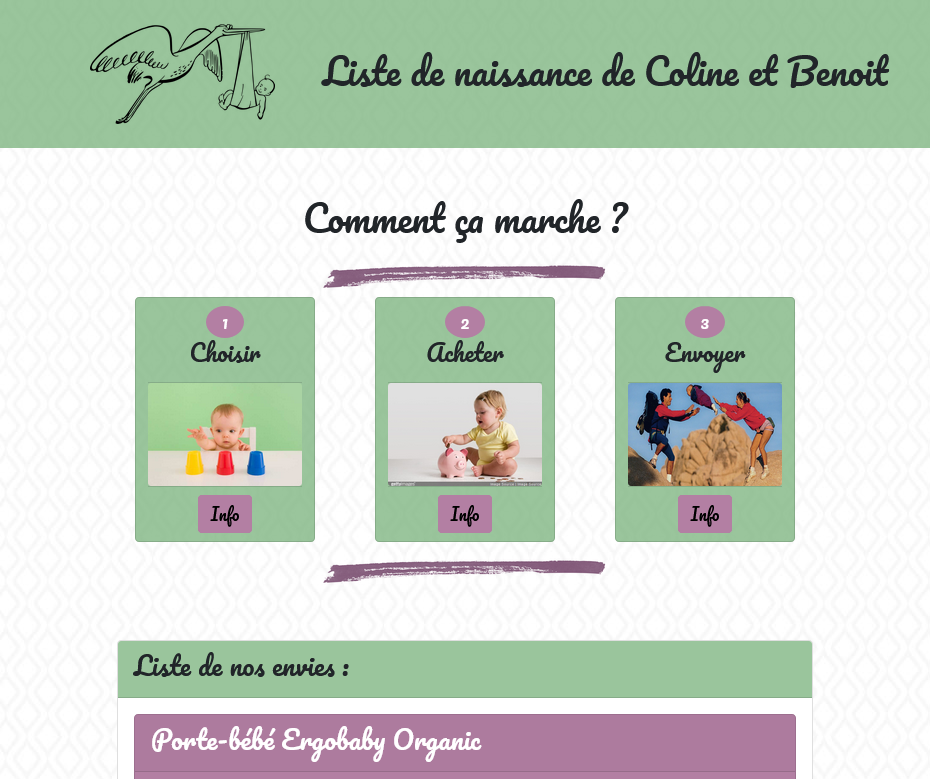 Liste de naissance de Coline et Benoit
Comment ça marche ?
1
Choisir
Info
2
Acheter
Info
3
Envoyer
Info
Liste de nos envies :
Porte-bébé Ergobaby Organic